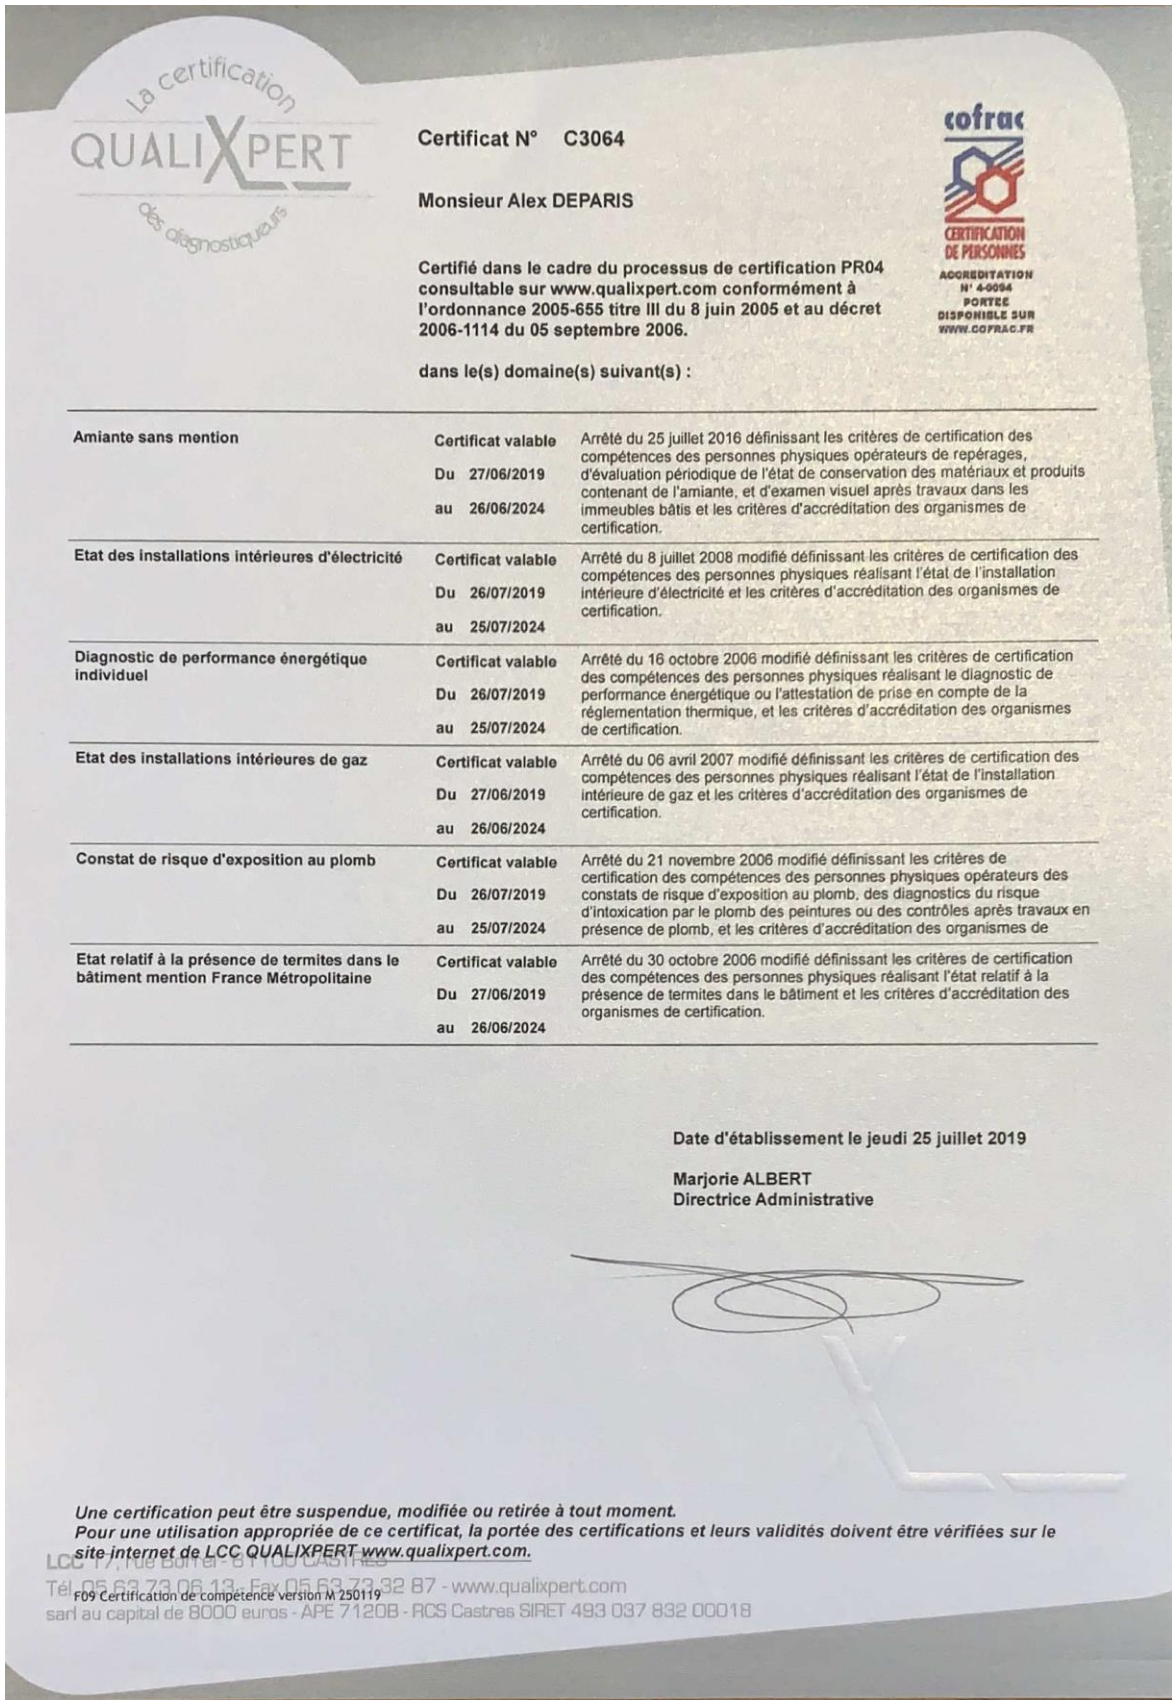 La certification
QUALIXPERT
des diagnostiqueurs
Certificat N° C3064
Monsieur Alex DEPARIS
Certifié dans le cadre du processus de certification PR04
consultable sur www.qualixpert.com conformément à
l'ordonnance 2005-655 titre III du 8 juin 2005 et au décret
2006-1114 du 05 septembre 2006.
dans le(s) domaine(s) suivant(s) :
cofrac
CERTIFICATION
DE PERSONNES
ACCREDITATION
N° 4-0094
PORTEE
DISPONIBLE SUR
WWW.COFRAC.FR
Amiante sans mention
Certificat valable
Du 27/06/2019
au 26/06/2024
Arrêté du 25 juillet 2016 définissant les critères de certification des
compétences des personnes physiques opérateurs de repérages,
d'évaluation périodique de l'état de conservation des matériaux et produits
contenant de l'amiante, et d'examen visuel après travaux dans les
immeubles bâtis et les critères d'accréditation des organismes de
certification.
Etat des installations intérieures d'électricité
Certificat valable
Du 26/07/2019
au 25/07/2024
Arrêté du 8 juillet 2008 modifié définissant les critères de certification des
compétences des personnes physiques réalisant l'état de l'installation
intérieure d'électricité et les critères d'accréditation des organismes de
certification.
Diagnostic de performance énergétique
individuel
Certificat valable
Du 26/07/2019
au 25/07/2024
Arrêté du 16 octobre 2006 modifié définissant les critères de certification
des compétences des personnes physiques réalisant le diagnostic de
performance énergétique ou l'attestation de prise en compte de la
réglementation thermique, et les critères d'accréditation des organismes
de certification.
Etat des installations intérieures de gaz
Certificat valable
Du 27/06/2019
au 26/06/2024
Arrêté du 06 avril 2007 modifié définissant les critères de certification des
compétences des personnes physiques réalisant l'état de l'installation
intérieure de gaz et les critères d'accréditation des organismes de
certification.
Constat de risque d'exposition au plomb
Certificat valable
Du 26/07/2019
au 25/07/2024
Arrêté du 21 novembre 2006 modifié définissant les critères de
certification des compétences des personnes physiques opérateurs des
constats de risque d'exposition au plomb, des diagnostics du risque
d'intoxication par le plomb des peintures ou des contrôles après travaux en
présence de plomb, et les critères d'accréditation des organismes de
Etat relatif à la présence de termites dans le
bâtiment mention France Métropolitaine
Certificat valable
Du 27/06/2019
au 26/06/2024
Arrêté du 30 octobre 2006 modifié définissant les critères de certification
des compétences des personnes physiques réalisant l'état relatif à la
présence de termites dans le bâtiment et les critères d'accréditation des
organismes de certification.
Date d'établissement le jeudi 25 juillet 2019
Marjorie ALBERT
Directrice Administrative
Une certification peut être suspendue, modifiée ou retirée à tout moment.
Pour une utilisation appropriée de ce certificat, la portée des certifications et leurs validités doivent être vérifiées sur le
site internet de LCC QUALIXPERT www.qualixpert.com.
LCC 17, rue Borrel - 81100 CASTRES
Tél. 05 63 73 06 13 - Fax 05 63 73 32 87 - www.qualixpert.com
F09 Certification de compétence version M 250119
sarl au capital de 8000 euros - APE 7120B - RCS Castres SIRET 493 037 832 00018